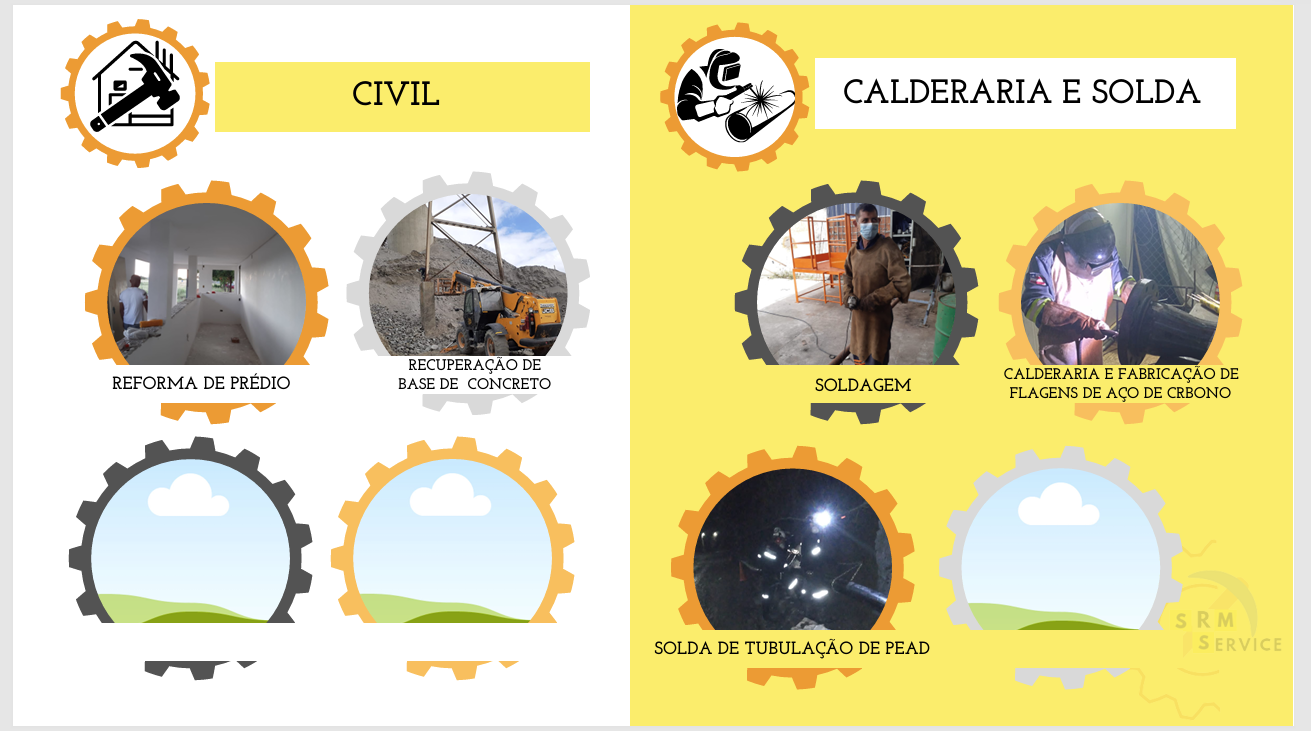 CIVIL
REFORMA DE PRÉDIO
RECUPERAÇÃO DE
BASE DE CONCRETO
CALDERARIA E SOLDA
SOLDAGEM
CALDERARIA E FABRICAÇÃO DE
FLAGENS DE AÇO DE CRBONO
SOLDA DE TUBULAÇÃO DE PEAD
SRM
SERVICE